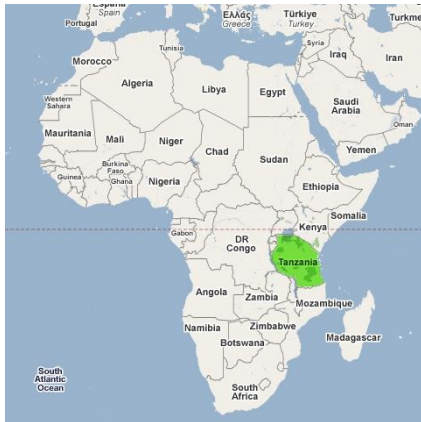 España
Spain
Portugal
Ελλάς
Greece
Türkiye
Turkey
Turkme
Tunisia
Syria
Iraq
Iran
Morocco
Algeria
Libya
Egypt
Western
Sahara
Saudi
Arabia
Oman
Mauritania
Mali
Niger
Chad
Sudan
Yemen
Guinea
Burkina
Faso
Ghana
Nigeria
Ethiopia
Somalia
Gabon
DR
Congo
Kenya
Tanzania
Angola
Zambia
Mozambique
Namibia
Zimbabwe
Botswana
Madagascar
South
Africa
South
Atlantic
Ocean